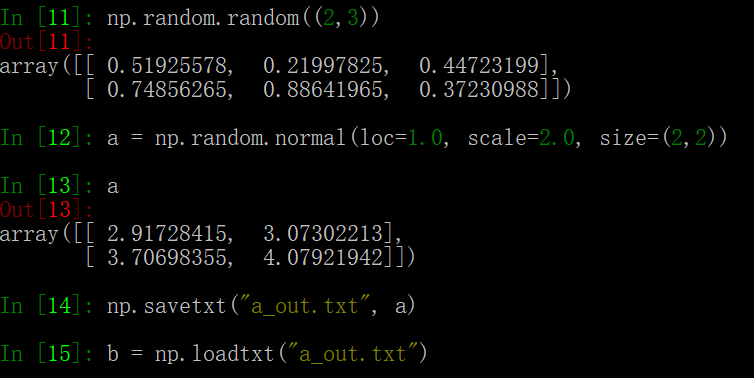 In [11]: np.random.random((2,3))
Out[11]:
array([[ 0.51925578,  0.21997825,  0.44723199],
       [ 0.74856265,  0.88641965,  0.37230988]])
In [12]: a = np.random.normal(loc=1.0, scale=2.0, size=(2,2))
In [13]: a
Out[13]:
array([[ 2.91728415,  3.07302213],
       [ 3.70698355,  4.07921942]])
In [14]: np.savetxt("a_out.txt", a)
In [15]: b = np.loadtxt("a_out.txt")